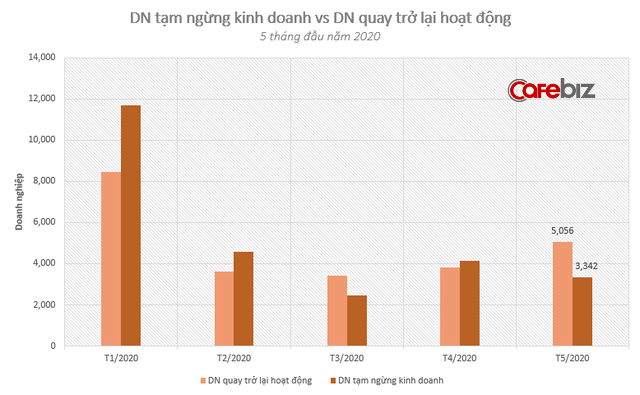 DN tạm ngừng kinh doanh vs DN quay trở lại hoạt động
5 tháng đầu năm 2020
14,000
12,000
10,000
8,000
6,000
4,000
2,000
0
Doanh nghiệp
Cafebiz
5,056
3,342
T1/2020 T2/2020 T3/2020 T4/2020 T5/2020
DN quay trở lại hoạt động DN tạm ngừng kinh doanh